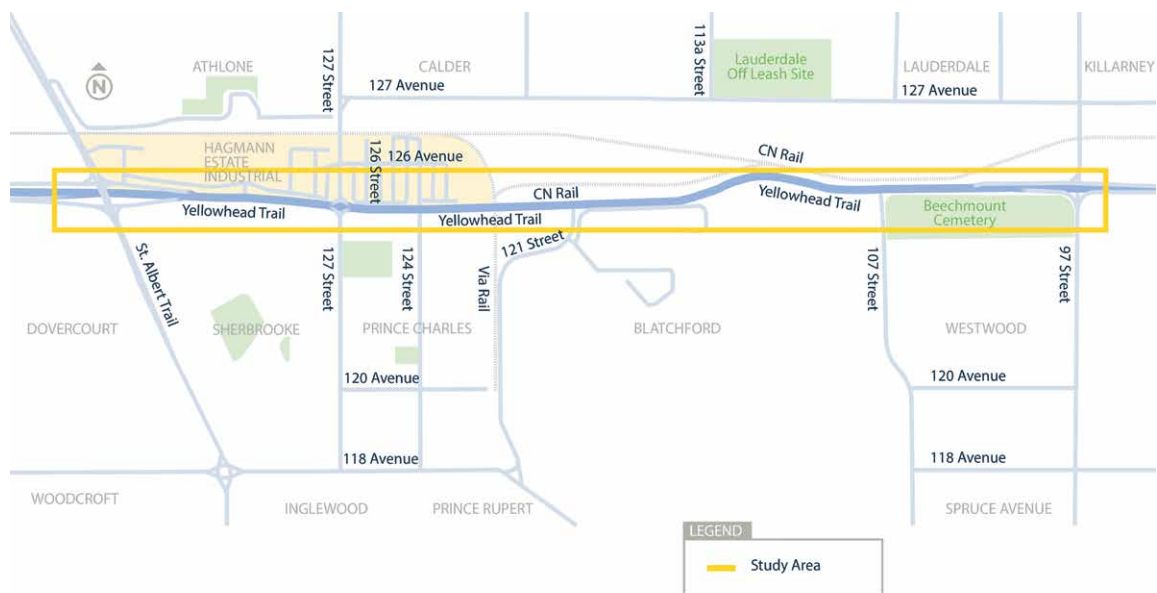 127 Street
113a Street
ATHLONE
CALDER
Lauderdale
Off Leash Site
LAUDERDALE
KILLARNEY
N
127 Avenue
127 Avenue
HAGMANN
ESTATE
INDUSTRIAL
126 Street
126 Avenue
CN Rail
CN Rail
Yellowhead Trail
Yellowhead Trail
Yellowhead Trail
Beechmount
Cemetery
St. Albert Trail
127 Street
124 Street
Via Rail
121 Street
107 Street
97 Street
DOVERCOURT
SHERBROOKE
PRINCE CHARLES
BLATCHFORD
WESTWOOD
120 Avenue
120 Avenue
118 Avenue
118 Avenue
WOODCROFT
INGLEWOOD
PRINCE RUPERT
SPRUCE AVENUE
LEGEND
Study Area